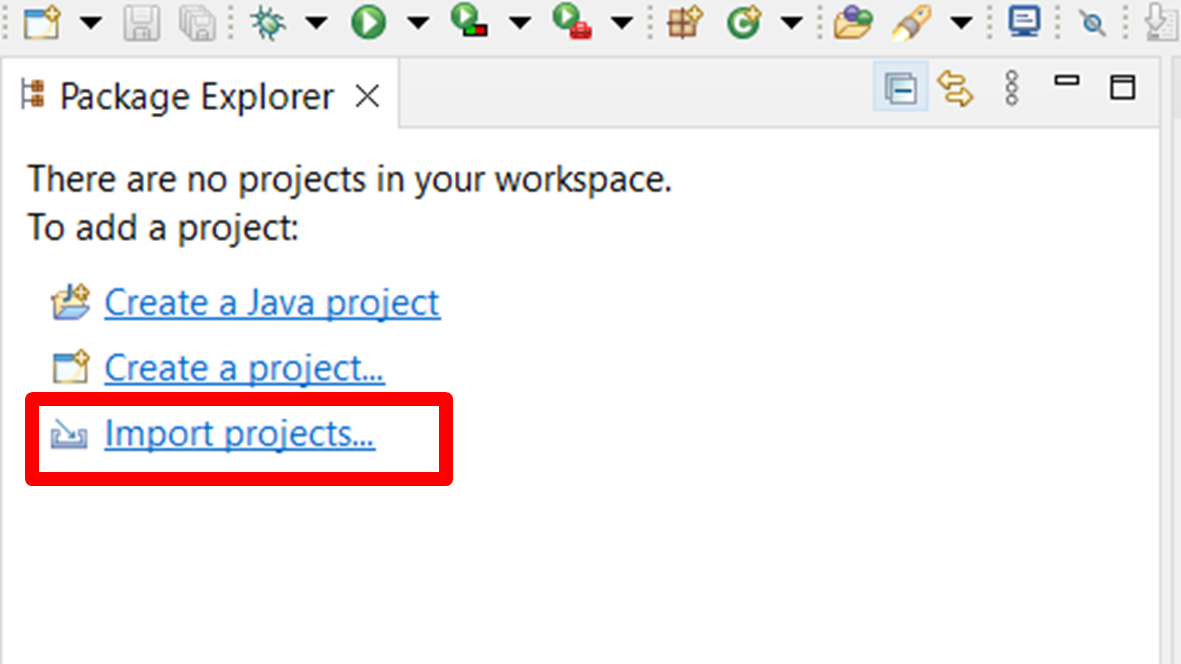 Package Explorer
There are no projects in your workspace.
To add a project:
Create a Java project
Create a project...
Import projects...